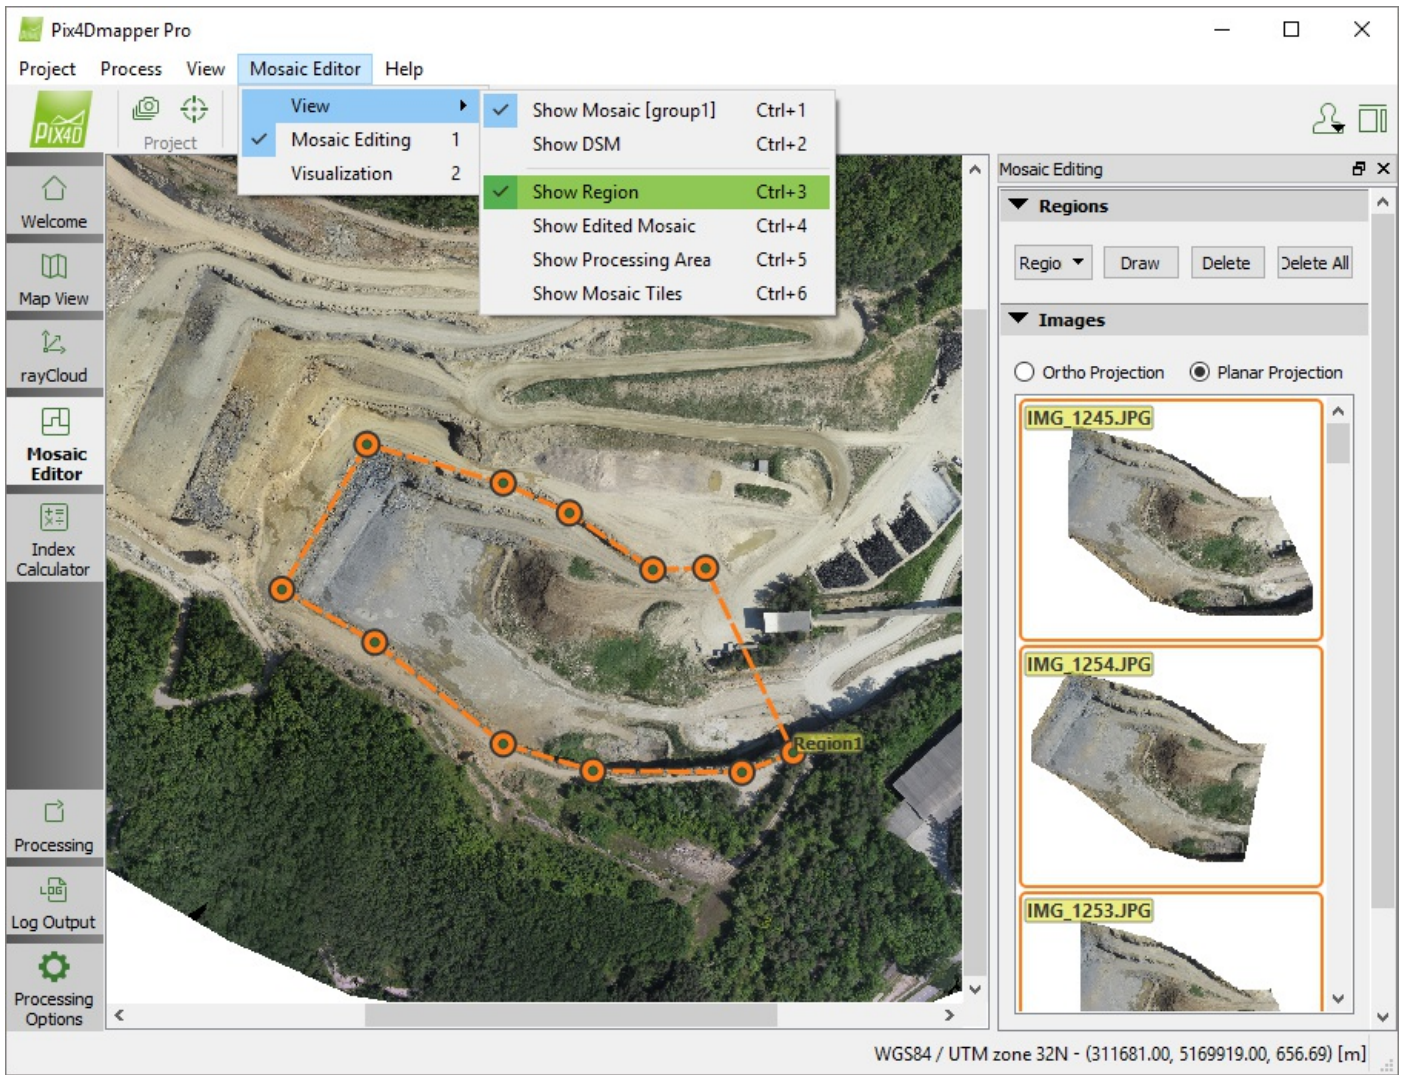 Pix4Dmapper Pro
Project Process View Mosaic Editor Help
PIX4D
Project
View
Mosaic Editing 1
Visualization 2
Show Mosaic [group1] Ctrl+1
Show DSM Ctrl+2
Show Region Ctrl+3
Show Edited Mosaic Ctrl+4
Show Processing Area Ctrl+5
Show Mosaic Tiles Ctrl+6
Welcome
Map View
rayCloud
Mosaic
Editor
Index
Calculator
Processing
LOG
Log Output
Processing
Options
Region1
Mosaic Editing
Regions
Regio Draw Delete Delete All
Images
Ortho Projection Planar Projection
IMG_1245.JPG
IMG_1254.JPG
IMG_1253.JPG
WGS84 / UTM zone 32N - (311681.00, 5169919.00, 656.69) [m]